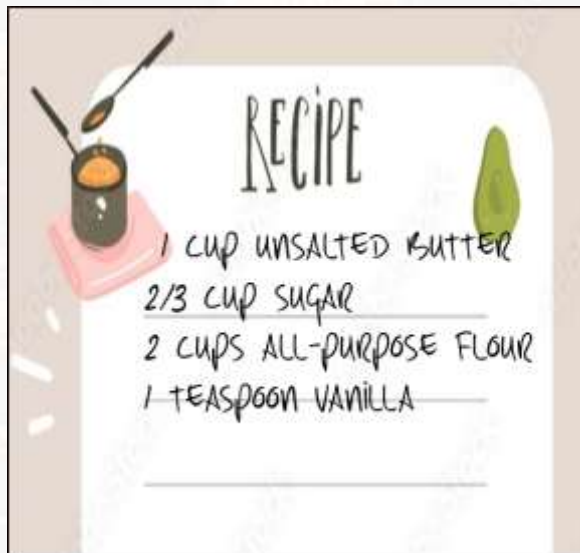 RECIPE
1 CUP UNSALTED BUTTER
2/3 CUP SUGAR
2 CUPS ALL-PURPOSE FLOUR
1 TEASPOON VANILLA